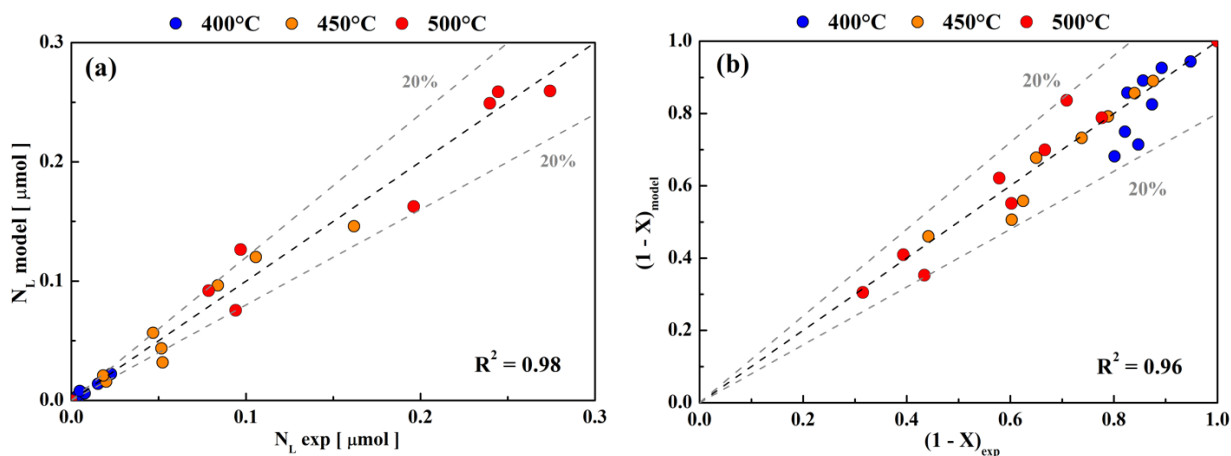 400°C 450°C 500°C
(a)
0.3
0.2
0.1
0.0
0.0 0.1 0.2 0.3
20%
20%
N_L model [ μmol ]
N_L exp [ μmol ]
R² = 0.98
400°C 450°C 500°C
(b)
1.0
0.8
0.6
0.4
0.2
0.0
0.0 0.2 0.4 0.6 0.8 1.0
20%
20%
(1 - X)model
(1 - X)exp
R² = 0.96